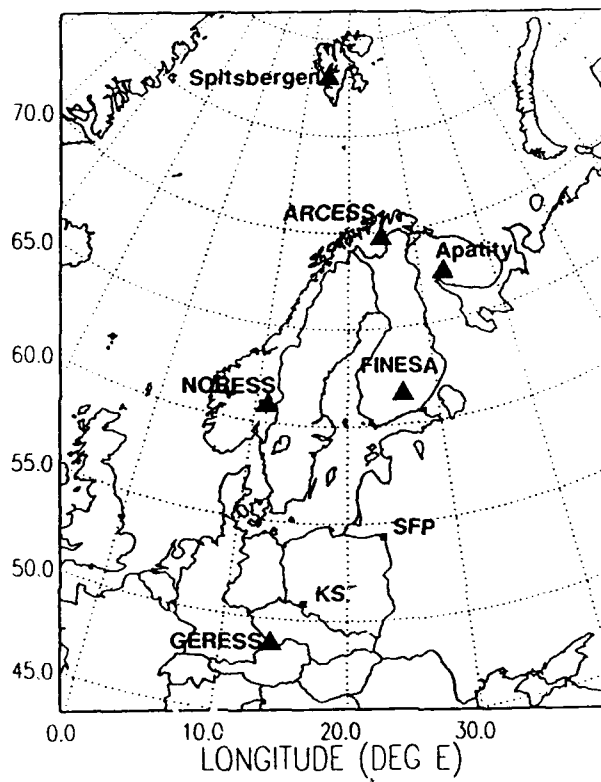 Spitsbergen
70.0
ARCESS
65.0
Apatity
60.0
NORESS
FINESA
55.0
SFP
50.0
KS
GERESS
45.0
0.0 10.0 20.0 30.0
LONGITUDE (DEG E)